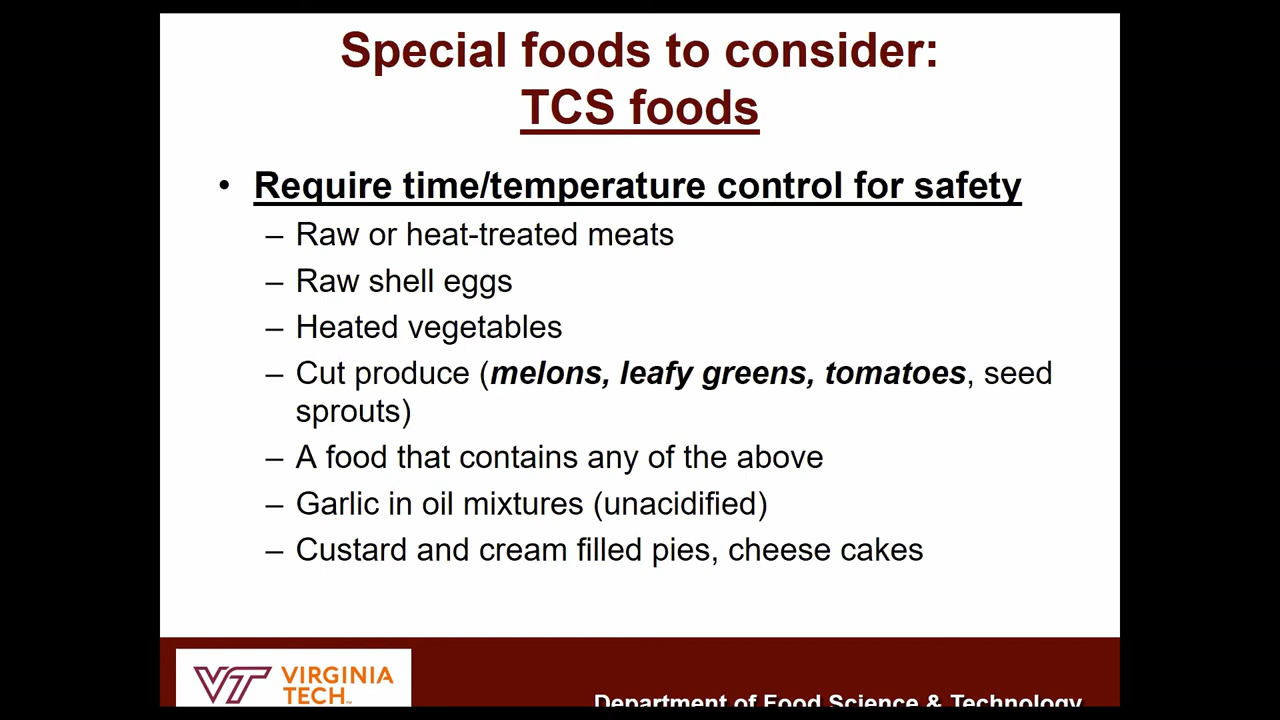 Special foods to consider:
TCS foods
• Require time/temperature control for safety
– Raw or heat-treated meats
– Raw shell eggs
– Heated vegetables
– Cut produce (melons, leafy greens, tomatoes, seed
sprouts)
– A food that contains any of the above
– Garlic in oil mixtures (unacidified)
– Custard and cream filled pies, cheese cakes
VT VIRGINIA
TECH™
Department of Food Science & Technology